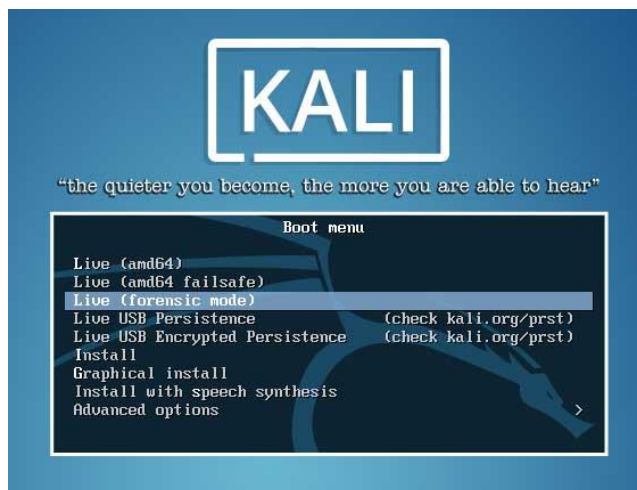 KALI
“the quieter you become, the more you are able to hear”
Boot menu
Live (amd64)
Live (amd64 failsafe)
Live (forensic mode)
Live USB Persistence (check kali.org/prst)
Live USB Encrypted Persistence (check kali.org/prst)
Install
Graphical install
Install with speech synthesis
Advanced options >